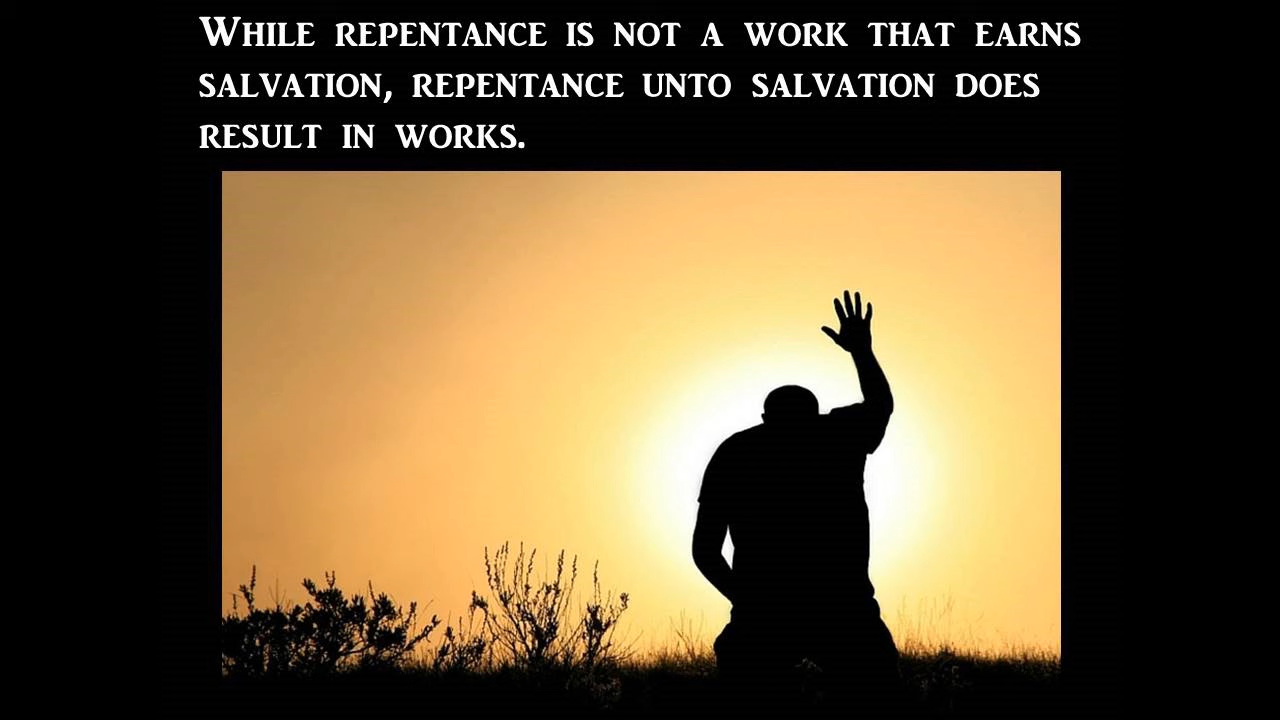 While repentance is not a work that earns
salvation, repentance unto salvation does
result in works.